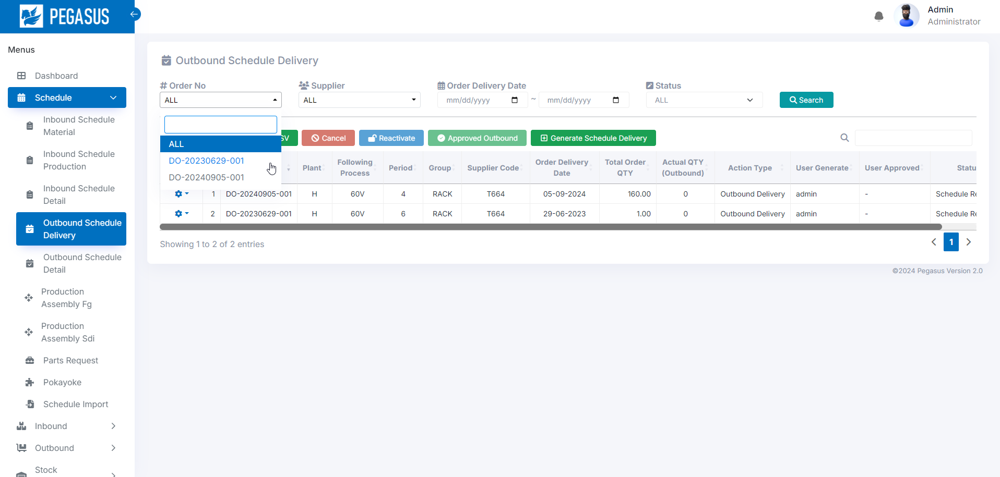 PEGASUS
Admin
Administrator
Menus
Dashboard
Schedule
Inbound Schedule
Material
Inbound Schedule
Production
Inbound Schedule
Detail
Outbound Schedule
Delivery
Outbound Schedule
Detail
Production
Assembly Fg
Production
Assembly Sdi
Parts Request
Pokayoke
Schedule Import
Inbound
Outbound
Stock
Outbound Schedule Delivery
# Order No
Supplier
Order Delivery Date
Status
ALL
ALL
mm/dd/yyyy
~
mm/dd/yyyy
ALL
Search
ALL
DO-20230629-001
DO-20240905-001
SV
Cancel
Reactivate
Approved Outbound
Generate Schedule Delivery
Plant
Following
Process
Period
Group
Supplier Code
Order Delivery
Date
Total Order
QTY
Actual QTY
(Outbound)
Action Type
User Generate
User Approved
Statu
1 DO-20240905-001 H 60V 4 RACK T664 05-09-2024 160.00 0 Outbound Delivery admin - Schedule Re
2 DO-20230629-001 H 60V 6 RACK T664 29-06-2023 1.00 0 Outbound Delivery admin - Schedule Re
Showing 1 to 2 of 2 entries
1
©2024 Pegasus Version 2.0